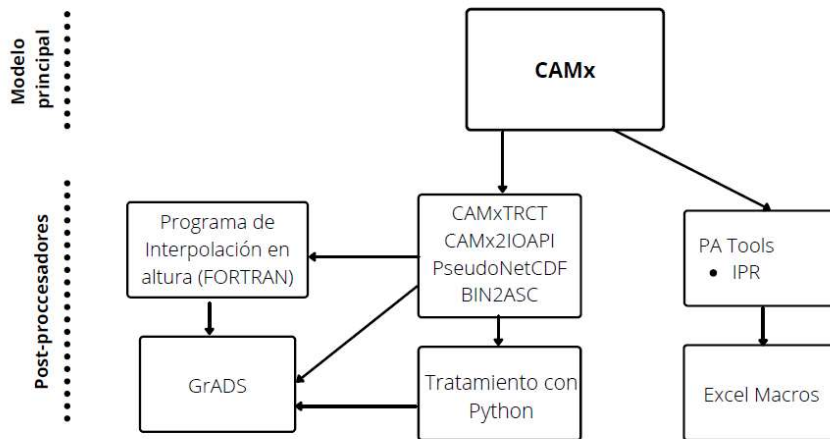 Modelo
principal
CAMx
Post-proccesadores
Programa de
Interpolación en
altura (FORTRAN)
CAMxTRCT
CAMx2IOAPI
PseudoNetCDF
BIN2ASC
PA Tools
• IPR
GrADS
Tratamiento con
Python
Excel Macros